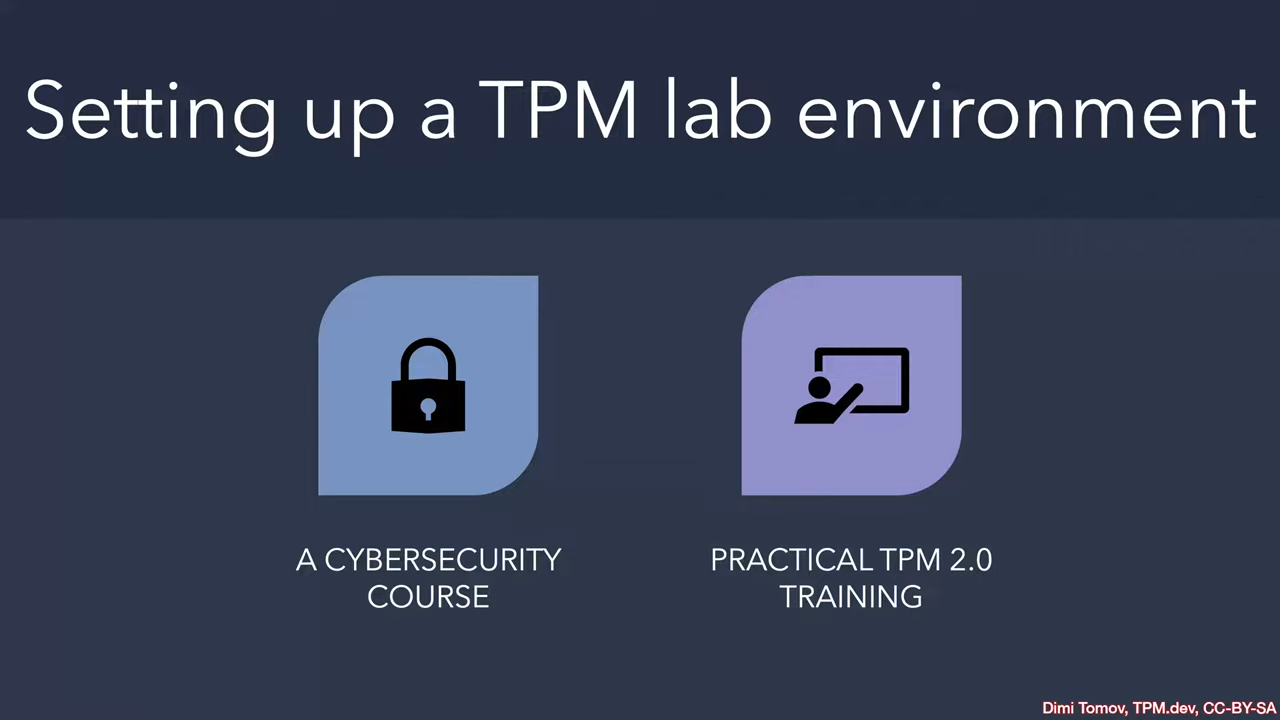 Setting up a TPM lab environment
A CYBERSECURITY
COURSE
PRACTICAL TPM 2.0
TRAINING
Dimi Tomov, TPM.dev, CC-BY-SA